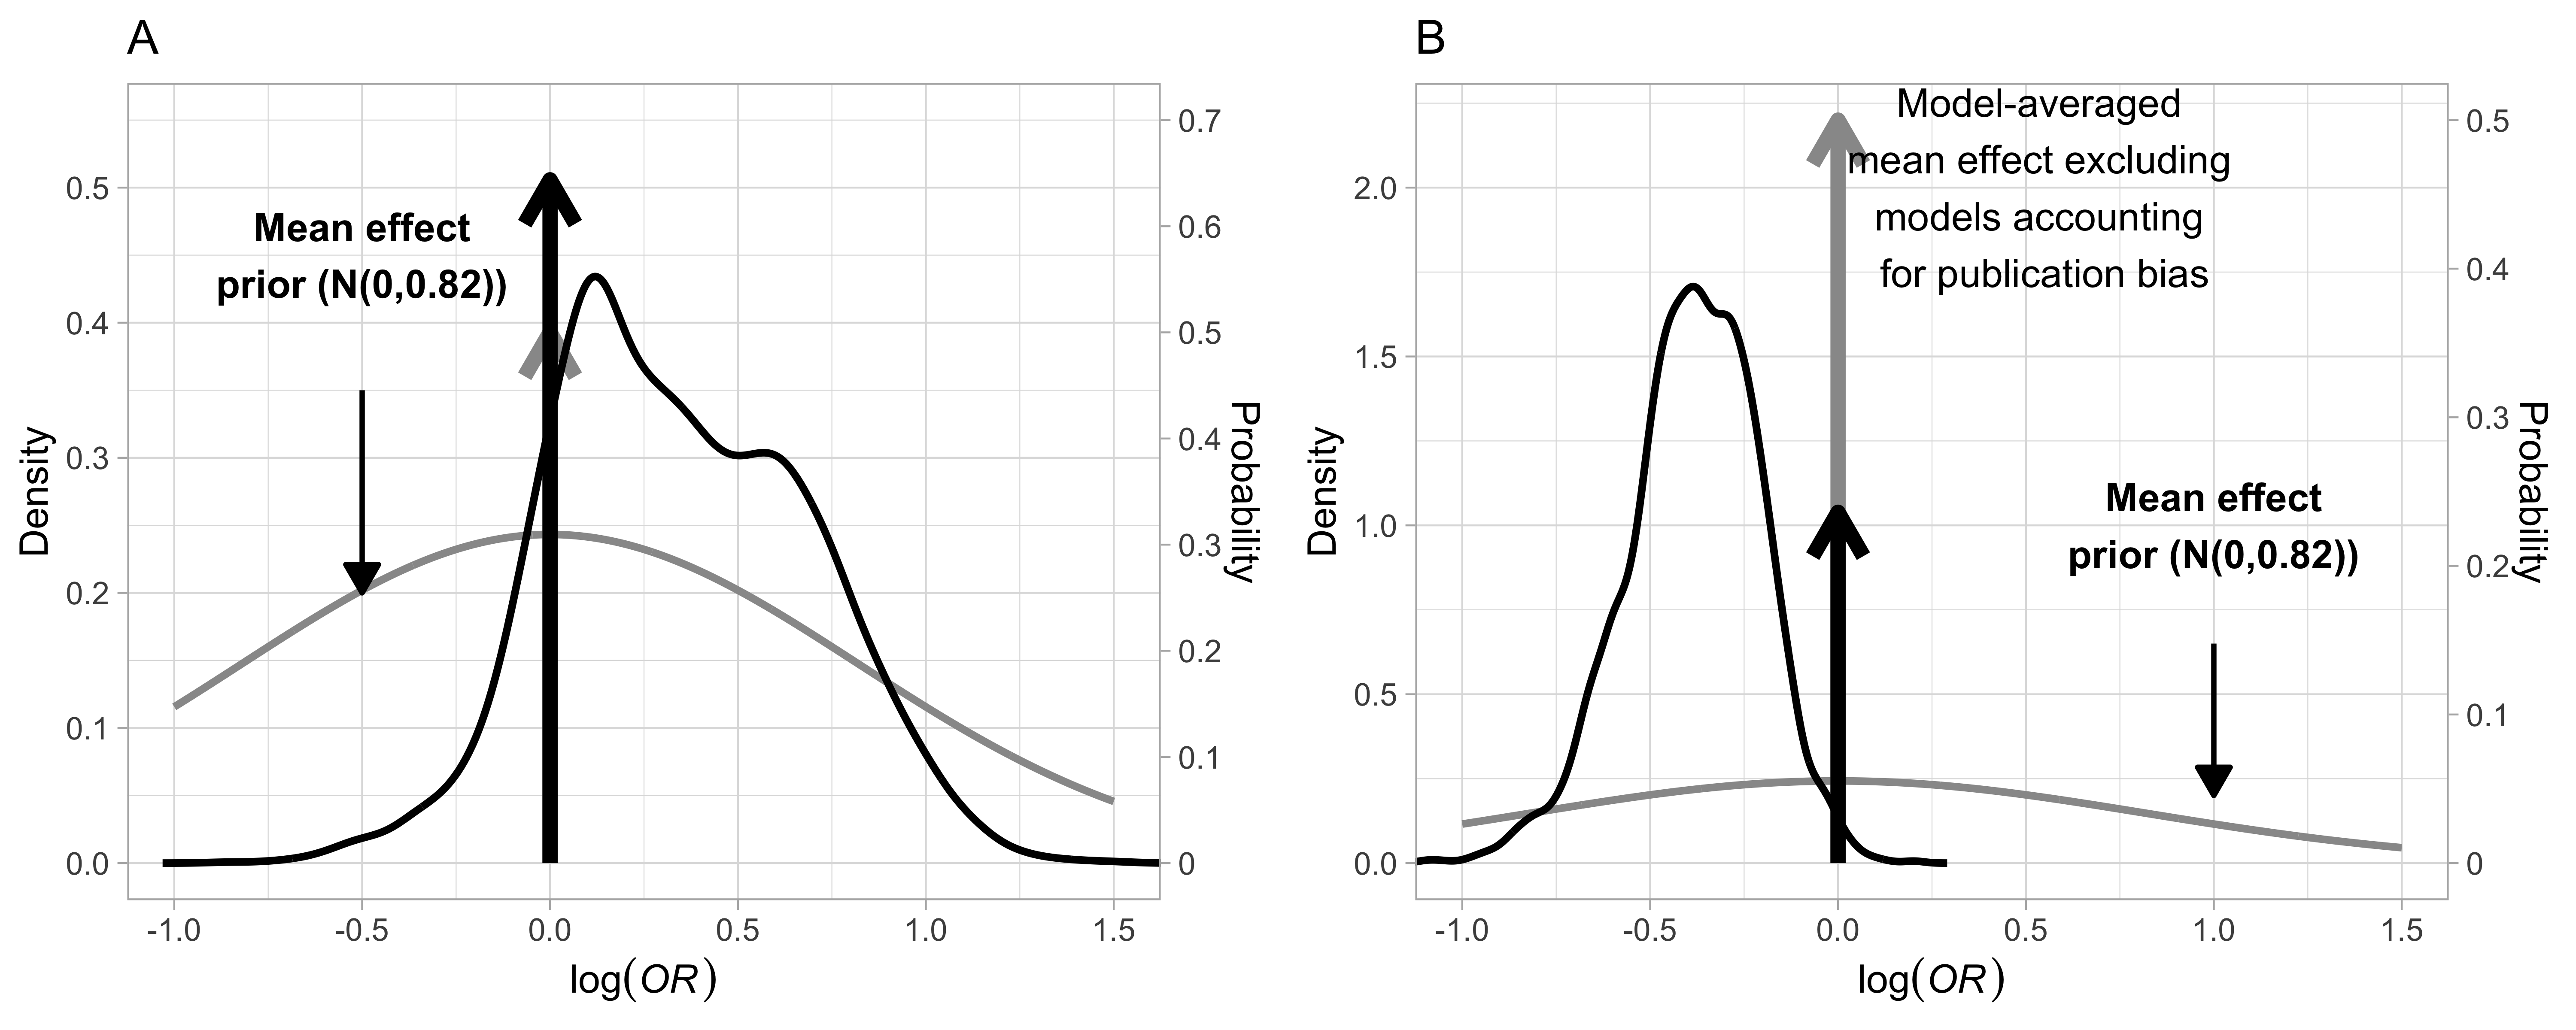 A
Mean effect
prior (N(0,0.82))
Density
0.5
0.4
0.3
0.2
0.1
0.0
0.7
0.6
0.5
0.4
0.3
0.2
0.1
0
Probability
-1.0 -0.5 0.0 0.5 1.0 1.5
log(OR)
B
Model-averaged
mean effect excluding
models accounting
for publication bias
Mean effect
prior (N(0,0.82))
Density
2.0
1.5
1.0
0.5
0.0
0.5
0.4
0.3
0.2
0.1
0
Probability
-1.0 -0.5 0.0 0.5 1.0 1.5
log(OR)